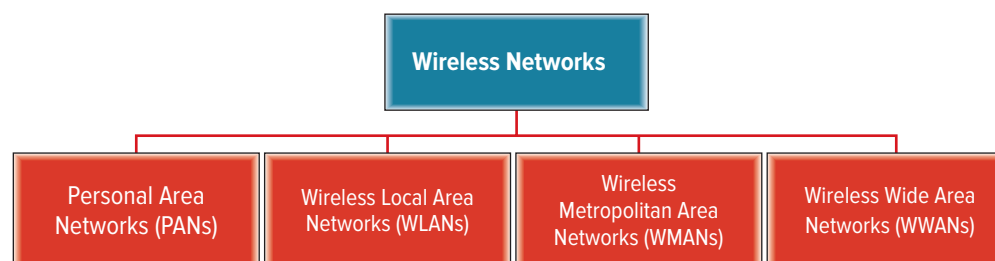 Wireless Networks
Personal Area
Networks (PANs)
Wireless Local Area
Networks (WLANs)
Wireless
Metropolitan Area
Networks (WMANs)
Wireless Wide Area
Networks (WWANs)